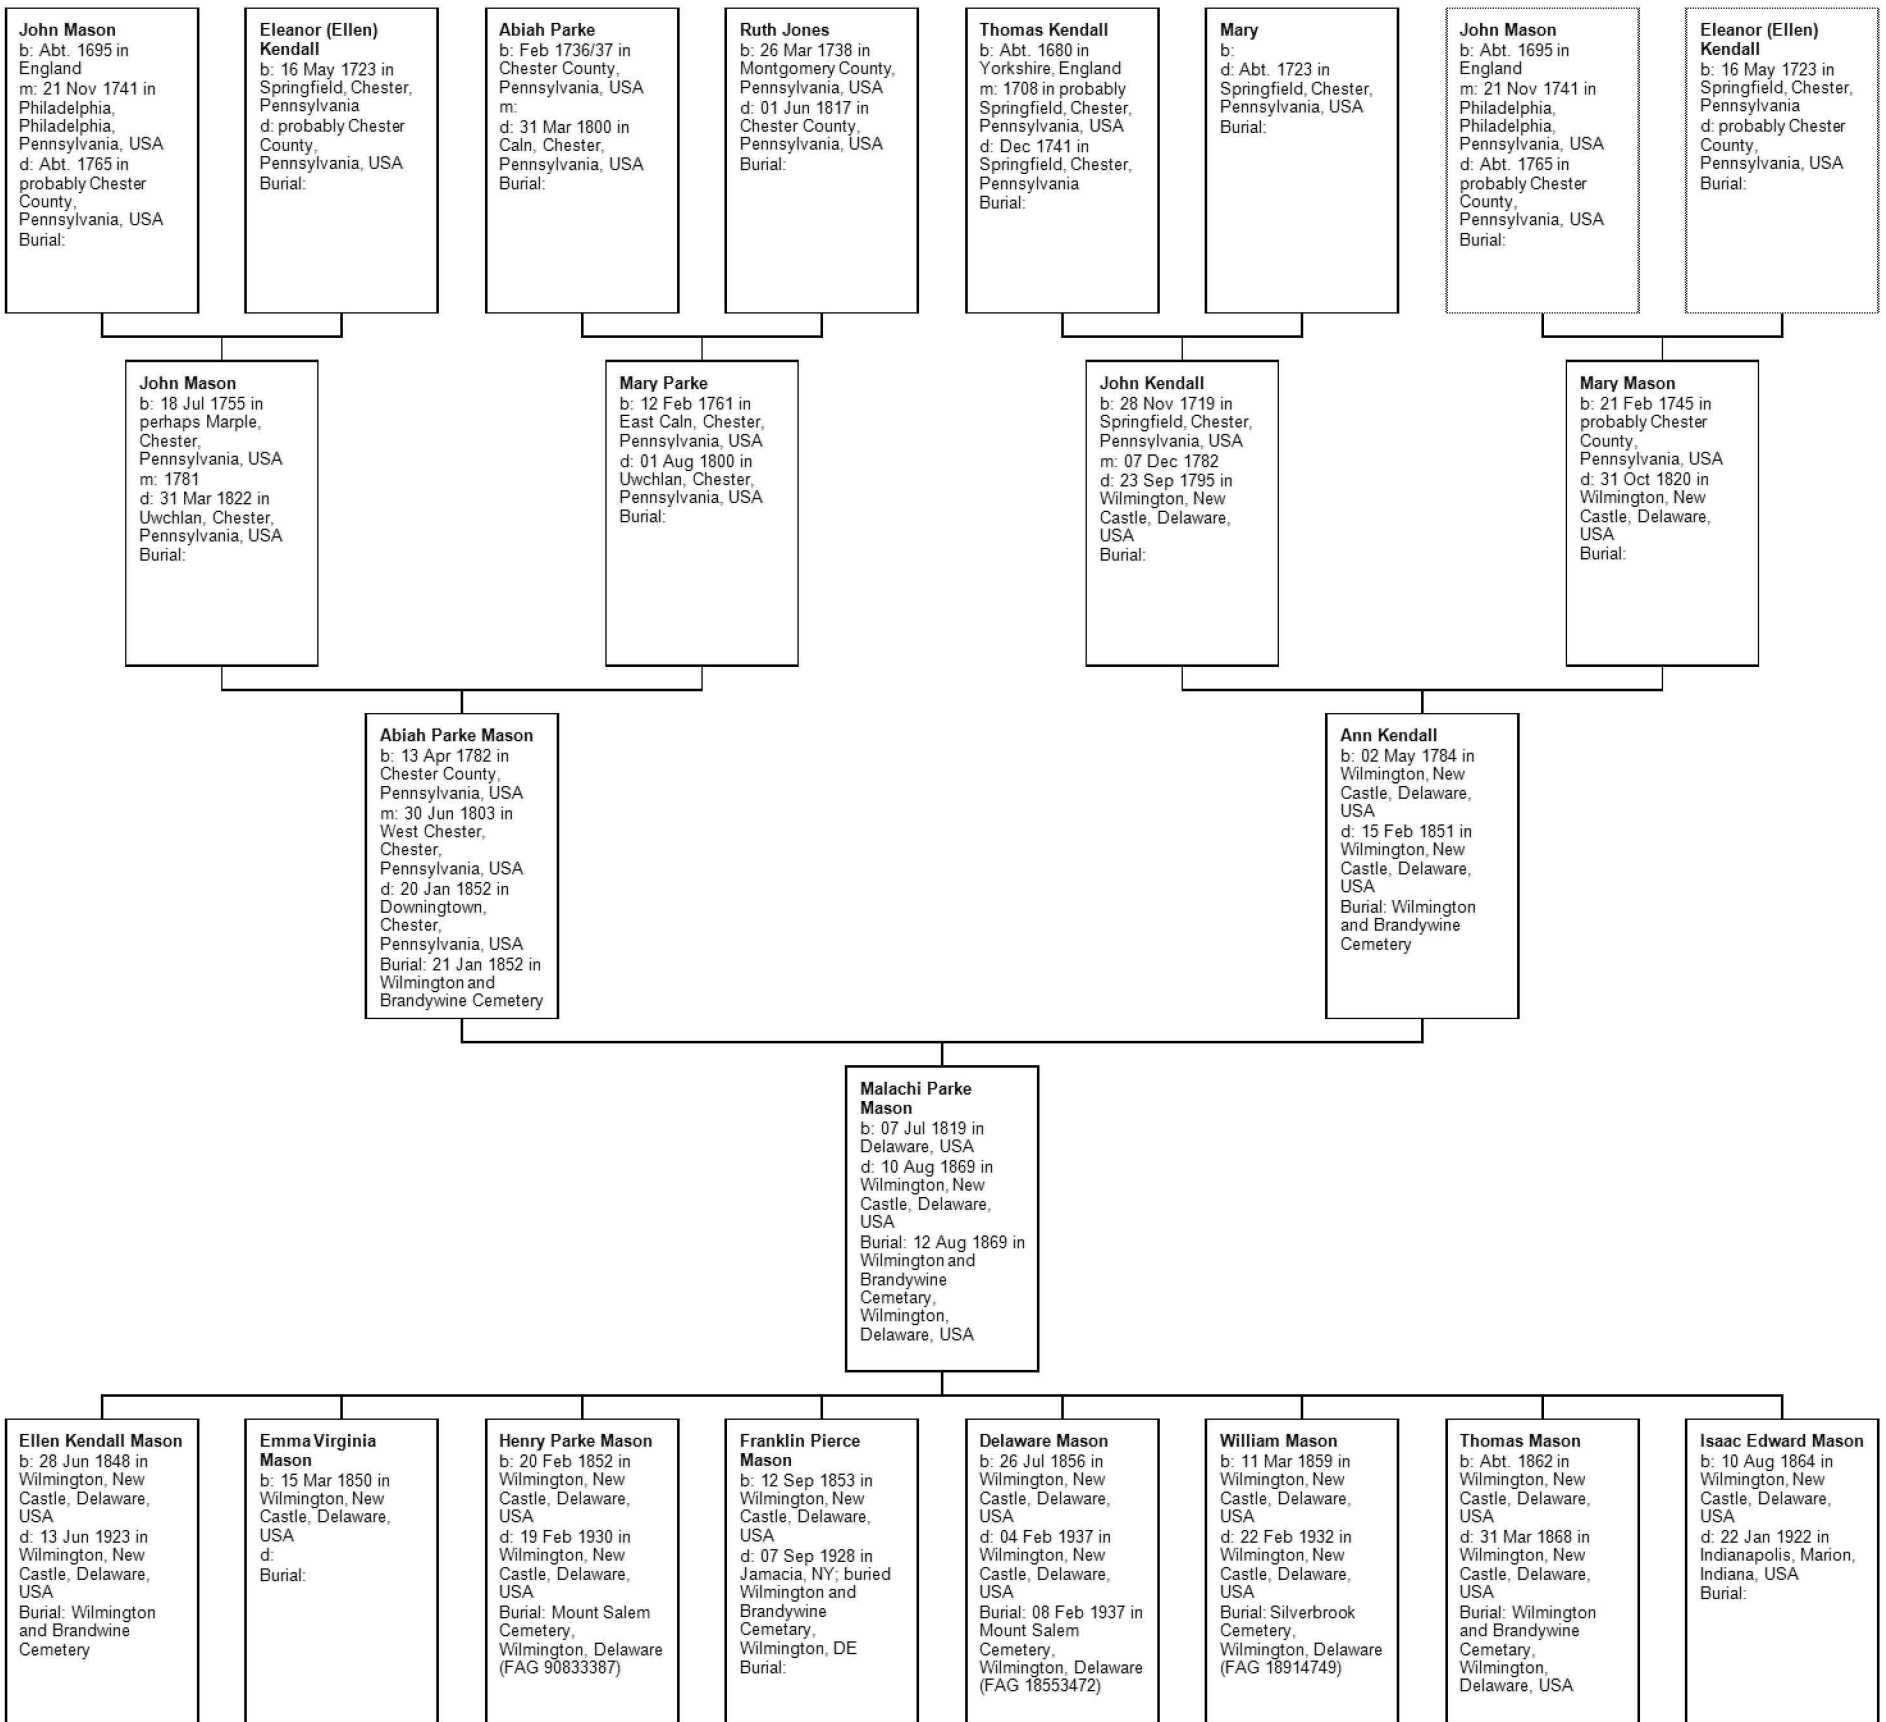 John Mason
b: Abt. 1695 in
England
m: 21 Nov 1741 in
Philadelphia,
Philadelphia,
Pennsylvania, USA
d: Abt. 1765 in
probably Chester
County,
Pennsylvania, USA
Burial:
Eleanor (Ellen)
Kendall
b: 16 May 1723 in
Springfield, Chester,
Pennsylvania
d: probably Chester
County,
Pennsylvania, USA
Burial:
Abiah Parke
b: Feb 1736/37 in
Chester County,
Pennsylvania, USA
m:
d: 31 Mar 1800 in
Caln, Chester,
Pennsylvania, USA
Burial:
Ruth Jones
b: 26 Mar 1738 in
Montgomery County,
Pennsylvania, USA
d: 01 Jun 1817 in
Chester County,
Pennsylvania, USA
Burial:
Thomas Kendall
b: Abt. 1680 in
Yorkshire, England
m: 1708 in probably
Springfield, Chester,
Pennsylvania, USA
d: Dec 1741 in
Springfield, Chester,
Pennsylvania
Burial:
Mary
b:
d: Abt. 1723 in
Springfield, Chester,
Pennsylvania, USA
Burial:
John Mason
b: Abt. 1695 in
England
m: 21 Nov 1741 in
Philadelphia,
Philadelphia,
Pennsylvania, USA
d: Abt. 1765 in
probably Chester
County,
Pennsylvania, USA
Burial:
Eleanor (Ellen)
Kendall
b: 16 May 1723 in
Springfield, Chester,
Pennsylvania
d: probably Chester
County,
Pennsylvania, USA
Burial:
John Mason
b: 18 Jul 1755 in
perhaps Marple,
Chester,
Pennsylvania, USA
m: 1781
d: 31 Mar 1822 in
Uwchlan, Chester,
Pennsylvania, USA
Burial:
Mary Parke
b: 12 Feb 1761 in
East Caln, Chester,
Pennsylvania, USA
d: 01 Aug 1800 in
Uwchlan, Chester,
Pennsylvania, USA
Burial:
John Kendall
b: 28 Nov 1719 in
Springfield, Chester,
Pennsylvania, USA
m: 07 Dec 1782
d: 23 Sep 1795 in
Wilmington, New
Castle, Delaware,
USA
Burial:
Mary Mason
b: 21 Feb 1745 in
probably Chester
County,
Pennsylvania, USA
d: 31 Oct 1820 in
Wilmington, New
Castle, Delaware,
USA
Burial:
Abiah Parke Mason
b: 13 Apr 1782 in
Chester County,
Pennsylvania, USA
m: 30 Jun 1803 in
West Chester,
Chester,
Pennsylvania, USA
d: 20 Jan 1852 in
Downingtown,
Chester,
Pennsylvania, USA
Burial: 21 Jan 1852 in
Wilmington and
Brandywine Cemetery
Ann Kendall
b: 02 May 1784 in
Wilmington, New
Castle, Delaware,
USA
d: 15 Feb 1851 in
Wilmington, New
Castle, Delaware,
USA
Burial: Wilmington
and Brandywine
Cemetery
Malachi Parke
Mason
b: 07 Jul 1819 in
Delaware, USA
d: 10 Aug 1869 in
Wilmington, New
Castle, Delaware,
USA
Burial: 12 Aug 1869 in
Wilmington and
Brandywine
Cemetary,
Wilmington,
Delaware, USA
Ellen Kendall Mason
b: 28 Jun 1848 in
Wilmington, New
Castle, Delaware,
USA
d: 13 Jun 1923 in
Wilmington, New
Castle, Delaware,
USA
Burial: Wilmington
and Brandwine
Cemetery
Emma Virginia
Mason
b: 15 Mar 1850 in
Wilmington, New
Castle, Delaware,
USA
d:
Burial:
Henry Parke Mason
b: 20 Feb 1852 in
Wilmington, New
Castle, Delaware,
USA
d: 19 Feb 1930 in
Wilmington, New
Castle, Delaware,
USA
Burial: Mount Salem
Cemetery,
Wilmington, Delaware
(FAG 90833387)
Franklin Pierce
Mason
b: 12 Sep 1853 in
Wilmington, New
Castle, Delaware,
USA
d: 07 Sep 1928 in
Jamacia, NY; buried
Wilmington and
Brandywine
Cemetary,
Wilmington, DE
Burial:
Delaware Mason
b: 26 Jul 1856 in
Wilmington, New
Castle, Delaware,
USA
d: 04 Feb 1937 in
Wilmington, New
Castle, Delaware,
USA
Burial: 08 Feb 1937 in
Mount Salem
Cemetery,
Wilmington, Delaware
(FAG 18553472)
William Mason
b: 11 Mar 1859 in
Wilmington, New
Castle, Delaware,
USA
d: 22 Feb 1932 in
Wilmington, New
Castle, Delaware,
USA
Burial: Silverbrook
Cemetery,
Wilmington, Delaware
(FAG 18914749)
Thomas Mason
b: Abt. 1862 in
Wilmington, New
Castle, Delaware,
USA
d: 31 Mar 1868 in
Wilmington, New
Castle, Delaware,
USA
Burial: Wilmington
and Brandywine
Cemetary,
Wilmington,
Delaware, USA
Isaac Edward Mason
b: 10 Aug 1864 in
Wilmington, New
Castle, Delaware,
USA
d: 22 Jan 1922 in
Indianapolis, Marion,
Indiana, USA
Burial: